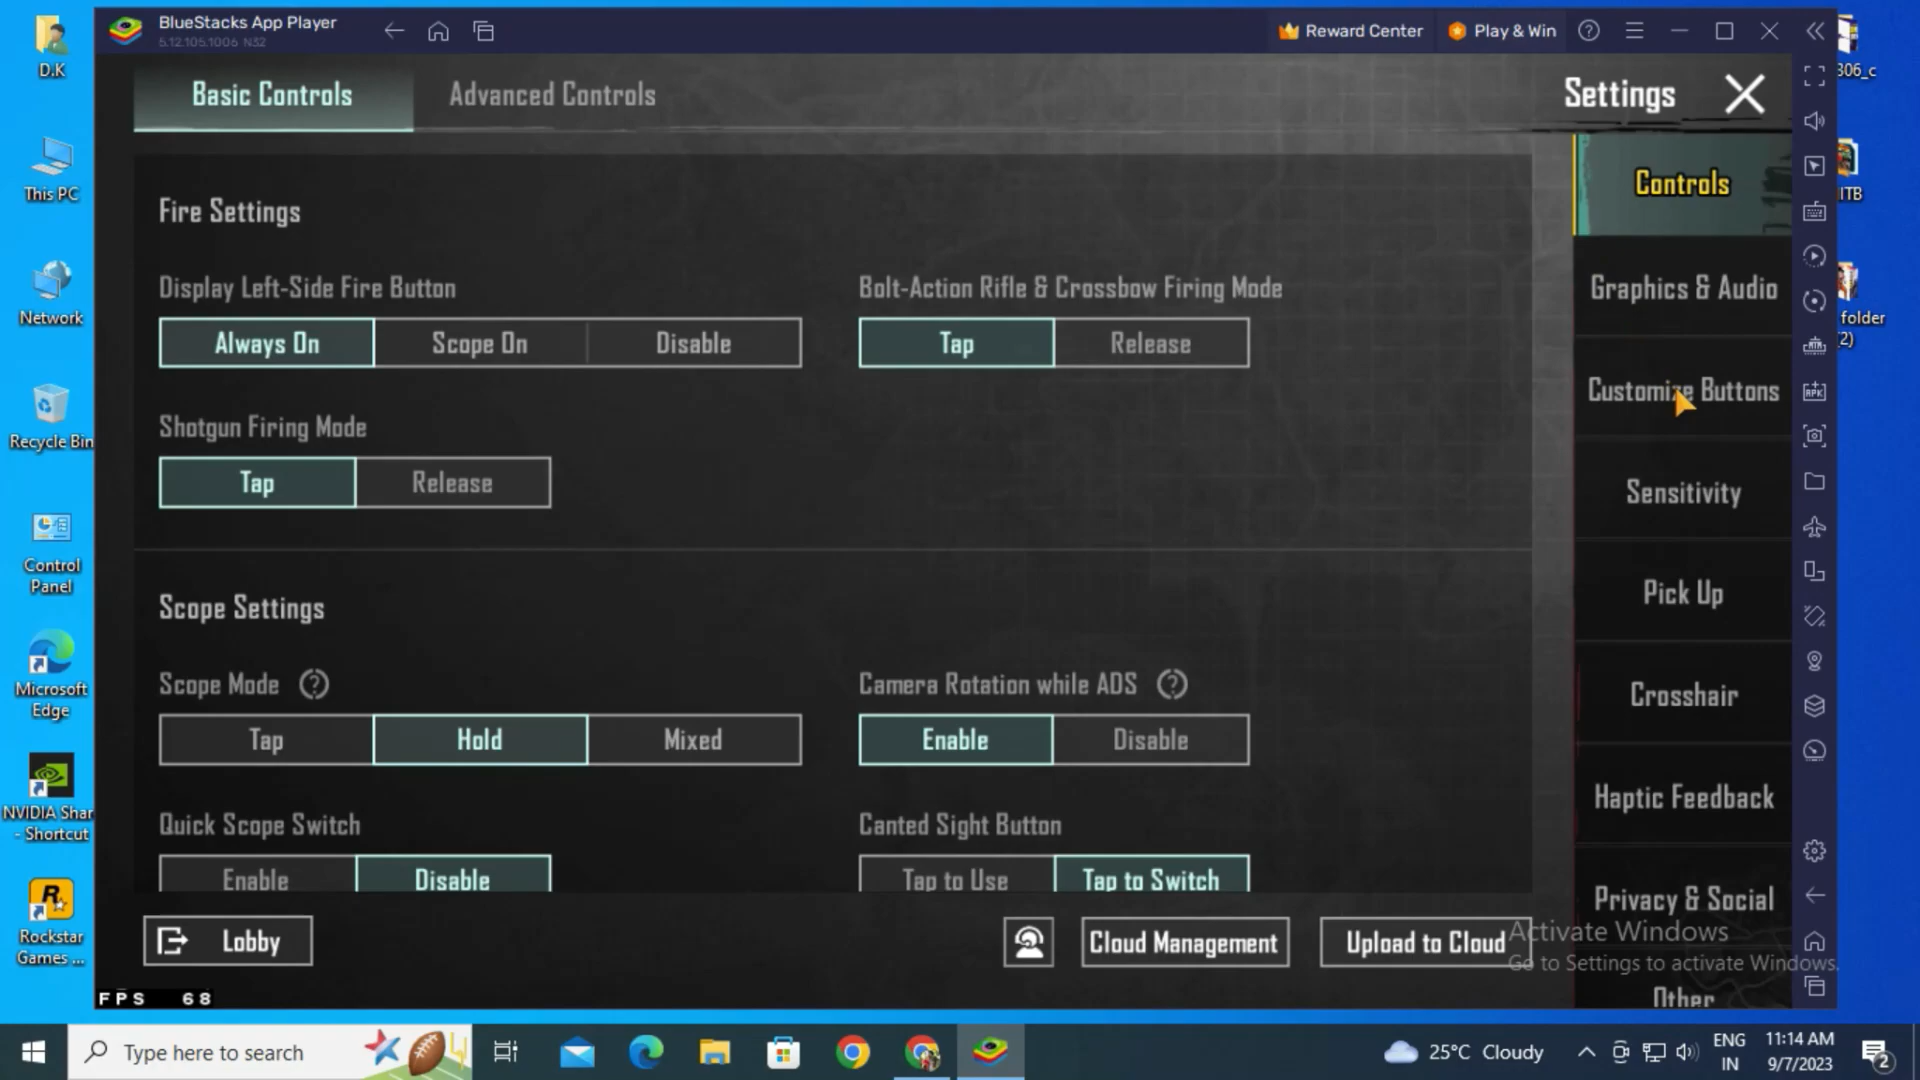 BlueStacks App Player
5.12.105.1006 N32
Reward Center
Play & Win
D.K
This PC
Network
Recycle Bin
Control
Panel
Microsoft
Edge
NVIDIA Shar
- Shortcut
Rockstar
Games ...
806_c
ITB
folder
(2)
Basic Controls
Advanced Controls
Settings
Fire Settings
Display Left-Side Fire Button
Always On
Scope On
Disable
Bolt-Action Rifle & Crossbow Firing Mode
Tap
Release
Shotgun Firing Mode
Tap
Release
Scope Settings
Scope Mode
Tap
Hold
Mixed
Camera Rotation while ADS
Enable
Disable
Quick Scope Switch
Enable
Disable
Canted Sight Button
Tap to Use
Tap to Switch
Controls
Graphics & Audio
Customize Buttons
Sensitivity
Pick Up
Crosshair
Haptic Feedback
Privacy & Social
Other
Lobby
Cloud Management
Upload to Cloud
Activate Windows
Go to Settings to activate Windows.
FPS 68
Type here to search
25°C Cloudy
ENG
IN
11:14 AM
9/7/2023
2